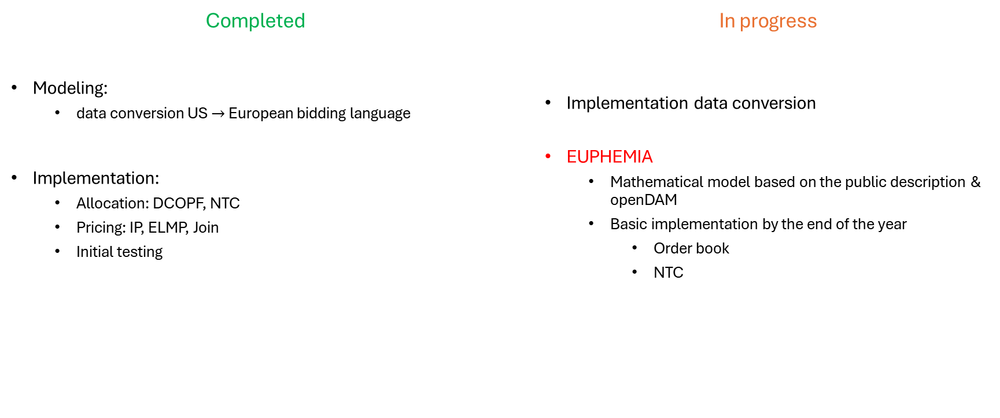 Completed
• Modeling:
• data conversion US → European bidding language
• Implementation:
• Allocation: DCOPF, NTC
• Pricing: IP, ELMP, Join
• Initial testing
In progress
• Implementation data conversion
• EUPHEMIA
• Mathematical model based on the public description &
openDAM
• Basic implementation by the end of the year
• Order book
• NTC